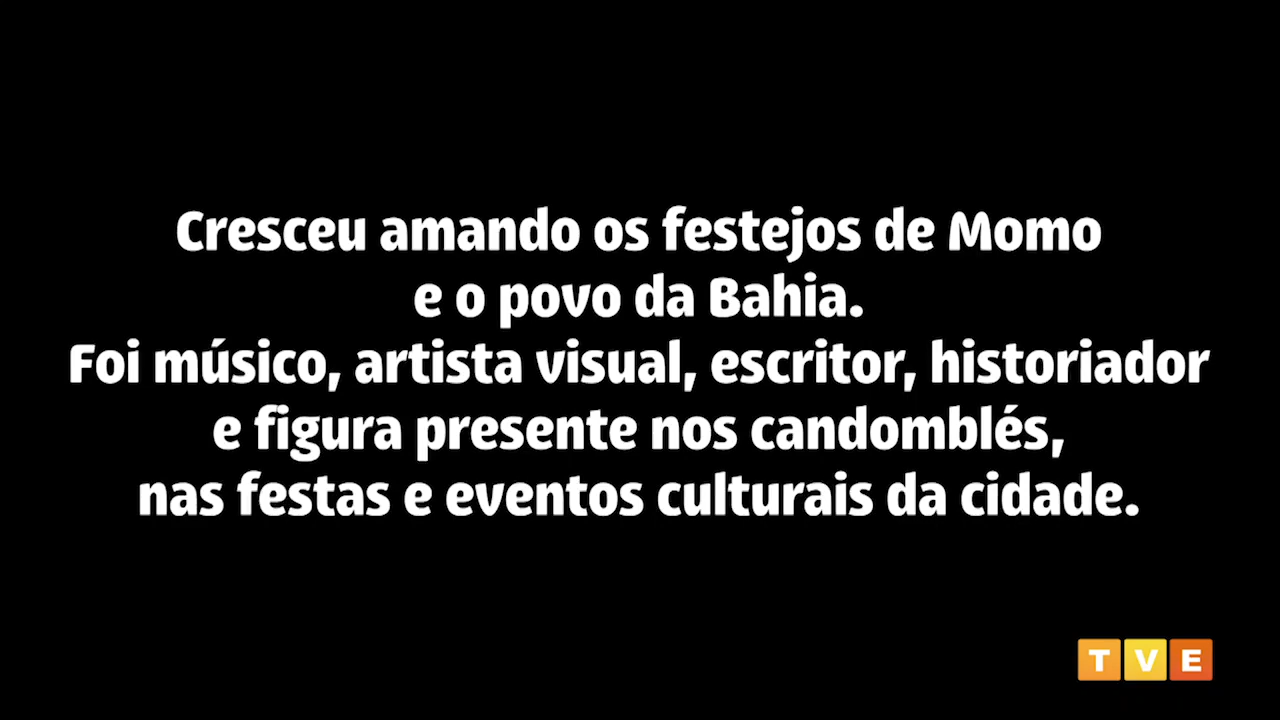 Cresceu amando os festejos de Momo
e o povo da Bahia.
Foi músico, artista visual, escritor, historiador
e figura presente nos candomblés,
nas festas e eventos culturais da cidade.
TVE